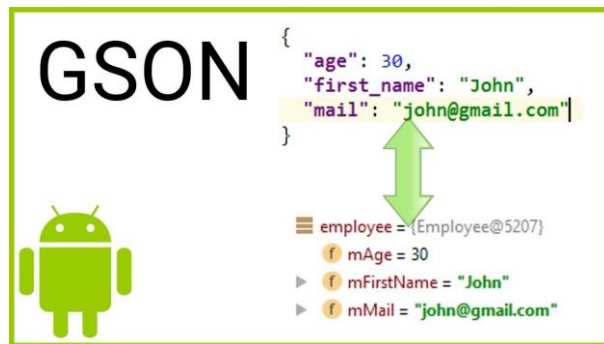 GSON
{
"age": 30,
"first_name": "John",
"mail": "john@gmail.com"
}
employee = {Employee@5207}
f mAge = 30
f mFirstName = "John"
f mMail = "john@gmail.com"